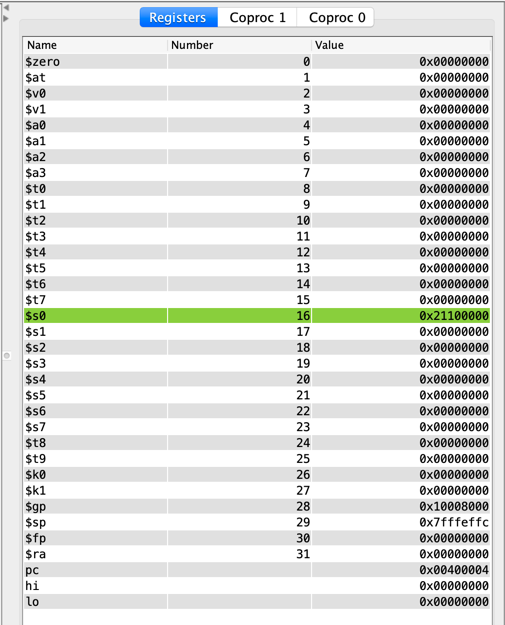 Registers Coproc 1 Coproc 0
Name Number Value
$zero 0 0x00000000
$at 1 0x00000000
$v0 2 0x00000000
$v1 3 0x00000000
$a0 4 0x00000000
$a1 5 0x00000000
$a2 6 0x00000000
$a3 7 0x00000000
$t0 8 0x00000000
$t1 9 0x00000000
$t2 10 0x00000000
$t3 11 0x00000000
$t4 12 0x00000000
$t5 13 0x00000000
$t6 14 0x00000000
$t7 15 0x00000000
$s0 16 0x21100000
$s1 17 0x00000000
$s2 18 0x00000000
$s3 19 0x00000000
$s4 20 0x00000000
$s5 21 0x00000000
$s6 22 0x00000000
$s7 23 0x00000000
$t8 24 0x00000000
$t9 25 0x00000000
$k0 26 0x00000000
$k1 27 0x00000000
$gp 28 0x10008000
$sp 29 0x7fffeffc
$fp 30 0x00000000
$ra 31 0x00000000
pc 0x00400004
hi 0x00000000
lo 0x00000000